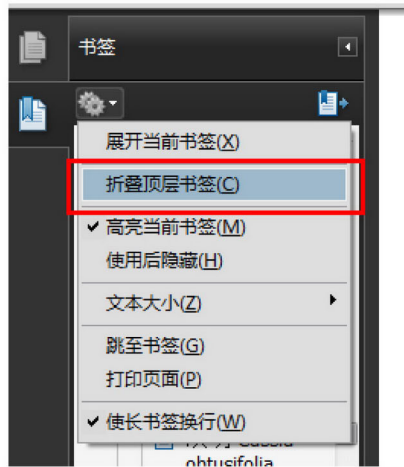 书签
展开当前书签(X)
折叠顶层书签(C)
高亮当前书签(M)
使用后隐藏(H)
文本大小(Z)
跳至书签(G)
打印页面(P)
使长书签换行(W)
obtusifolia